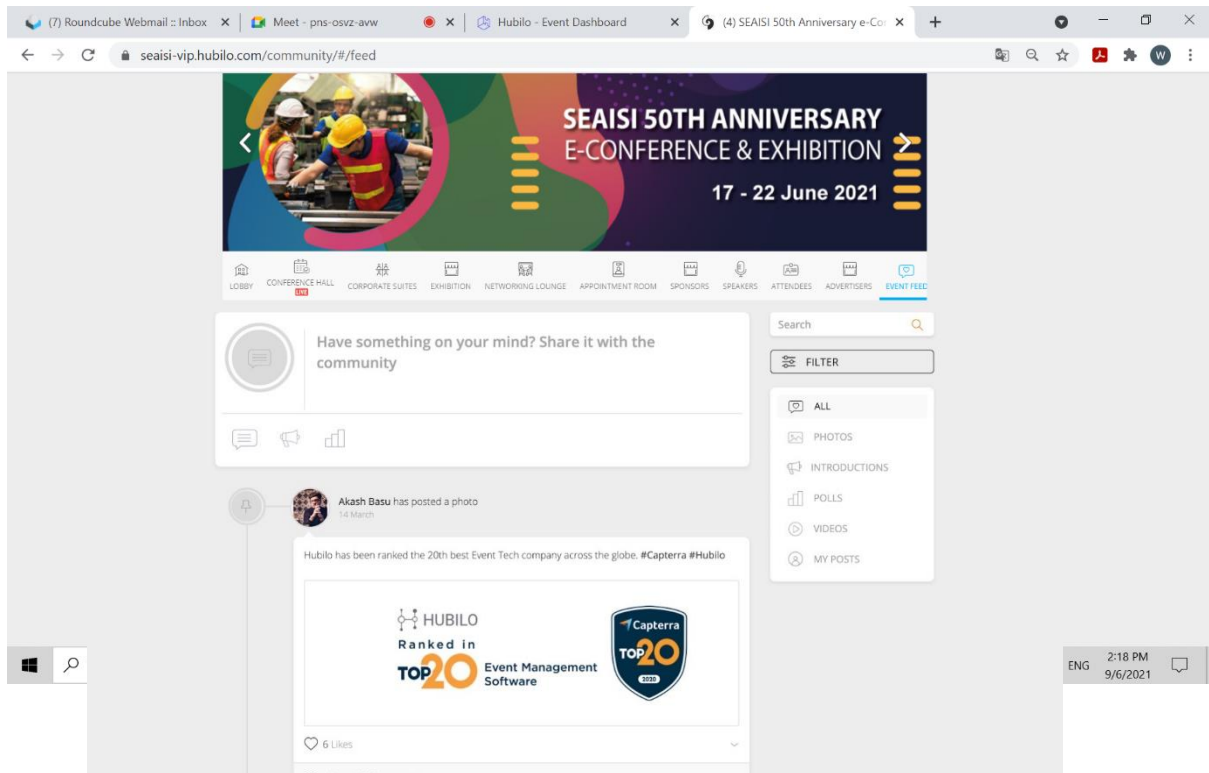 (7) Roundcube Webmail :: Inbox
Meet - pns-osvz-avw
Hubilo - Event Dashboard
(4) SEAISI 50th Anniversary e-Co
seaisi-vip.hubilo.com/community/#/feed
W
SEAISI 50TH ANNIVERSARY
E-CONFERENCE & EXHIBITION
17 - 22 June 2021
LOBBY
CONFERENCE HALL
LIVE
CORPORATE SUITES
EXHIBITION
NETWORKING LOUNGE
APPOINTMENT ROOM
SPONSORS
SPEAKERS
ATTENDEES
ADVERTISERS
EVENT FEED
Have something on your mind? Share it with the
community
Search
FILTER
ALL
PHOTOS
INTRODUCTIONS
POLLS
VIDEOS
MY POSTS
Akash Basu has posted a photo
14 March
Hubilo has been ranked the 20th best Event Tech company across the globe. #Capterra #Hubilo
HUBILO
Ranked in
TOP20 Event Management
Software
Capterra
TOP20
2020
6 Likes
ENG
2:18 PM
9/6/2021